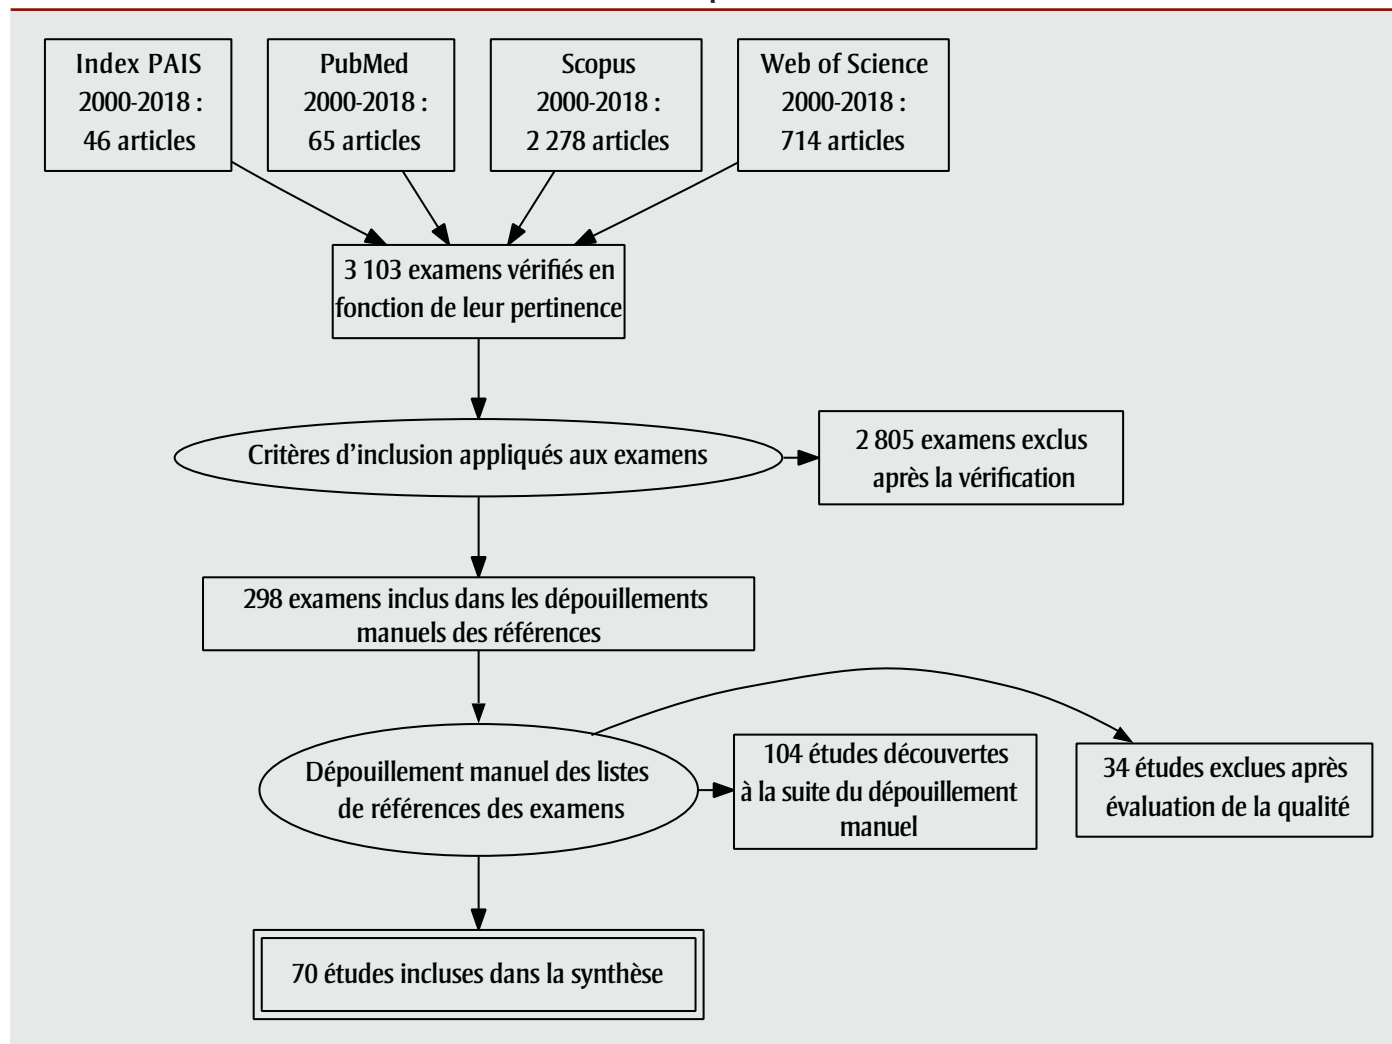 Index PAIS
2000-2018 :
46 articles
PubMed
2000-2018 :
65 articles
Scopus
2000-2018 :
2 278 articles
Web of Science
2000-2018 :
714 articles
3 103 examens vérifiés en
fonction de leur pertinence
Critères d'inclusion appliqués aux examens
2 805 examens exclus
après la vérification
298 examens inclus dans les dépouillements
manuels des références
Dépouillement manuel des listes
de références des examens
104 études découvertes
à la suite du dépouillement
manuel
34 études exclues après
évaluation de la qualité
70 études incluses dans la synthèse